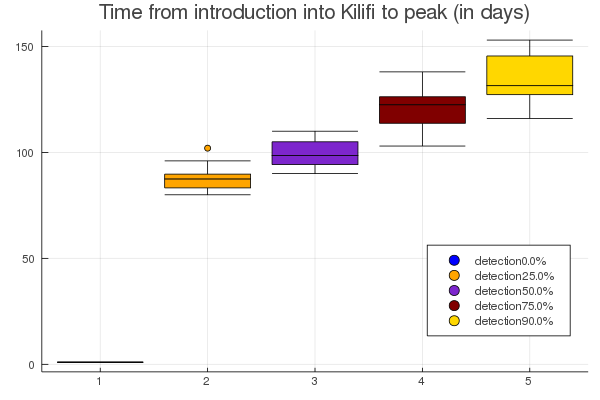 Time from introduction into Kilifi to peak (in days)
150
100
50
0
detection0.0%
detection25.0%
detection50.0%
detection75.0%
detection90.0%
1 2 3 4 5